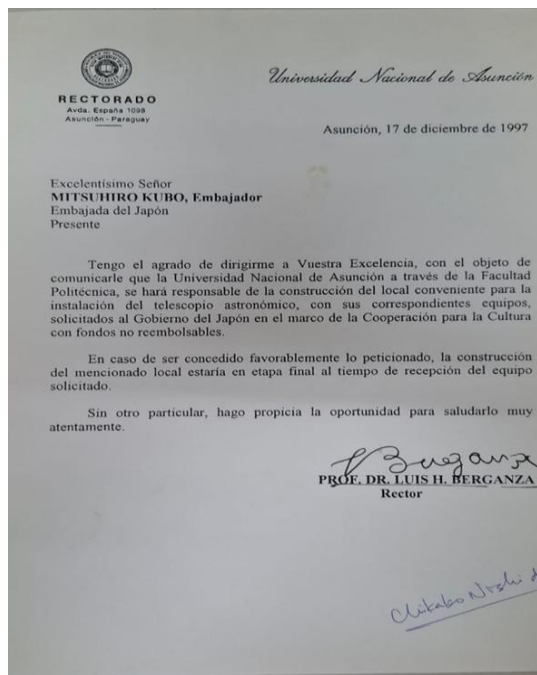 Universidad Nacional de Asunción
RECTORADO
Avda. España 1098
Asunción - Paraguay
Asunción, 17 de diciembre de 1997
Excelentísimo Señor
MITSUHIRO KUBO, Embajador
Embajada del Japón
Presente
Tengo el agrado de dirigirme a Vuestra Excelencia, con el objeto de
comunicarle que la Universidad Nacional de Asunción a través de la Facultad
Politécnica, se hará responsable de la construcción del local conveniente para la
instalación del telescopio astronómico, con sus correspondientes equipos,
solicitados al Gobierno del Japón en el marco de la Cooperación para la Cultura
con fondos no reembolsables.
En caso de ser concedido favorablemente lo peticionado, la construcción
del mencionado local estaría en etapa final al tiempo de recepción del equipo
solicitado.
Sin otro particular, hago propicia la oportunidad para saludarlo muy
atentamente.
PROF. DR. LUIS H. BERGANZA
Rector